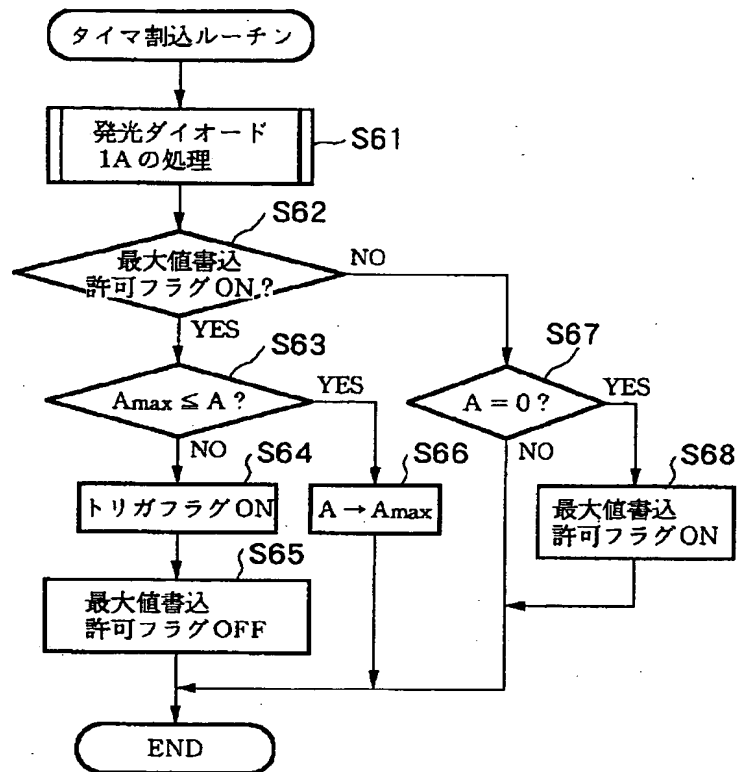 タイマ割込ルーチン
発光ダイオード
1Aの処理
S61
S62
最大値書込
許可フラグON?
NO
YES
S63
Amax ≦ A ?
YES
NO
S67
A = 0 ?
YES
NO
S64
トリガフラグON
S66
A → Amax
S68
最大値書込
許可フラグON
S65
最大値書込
許可フラグOFF
END